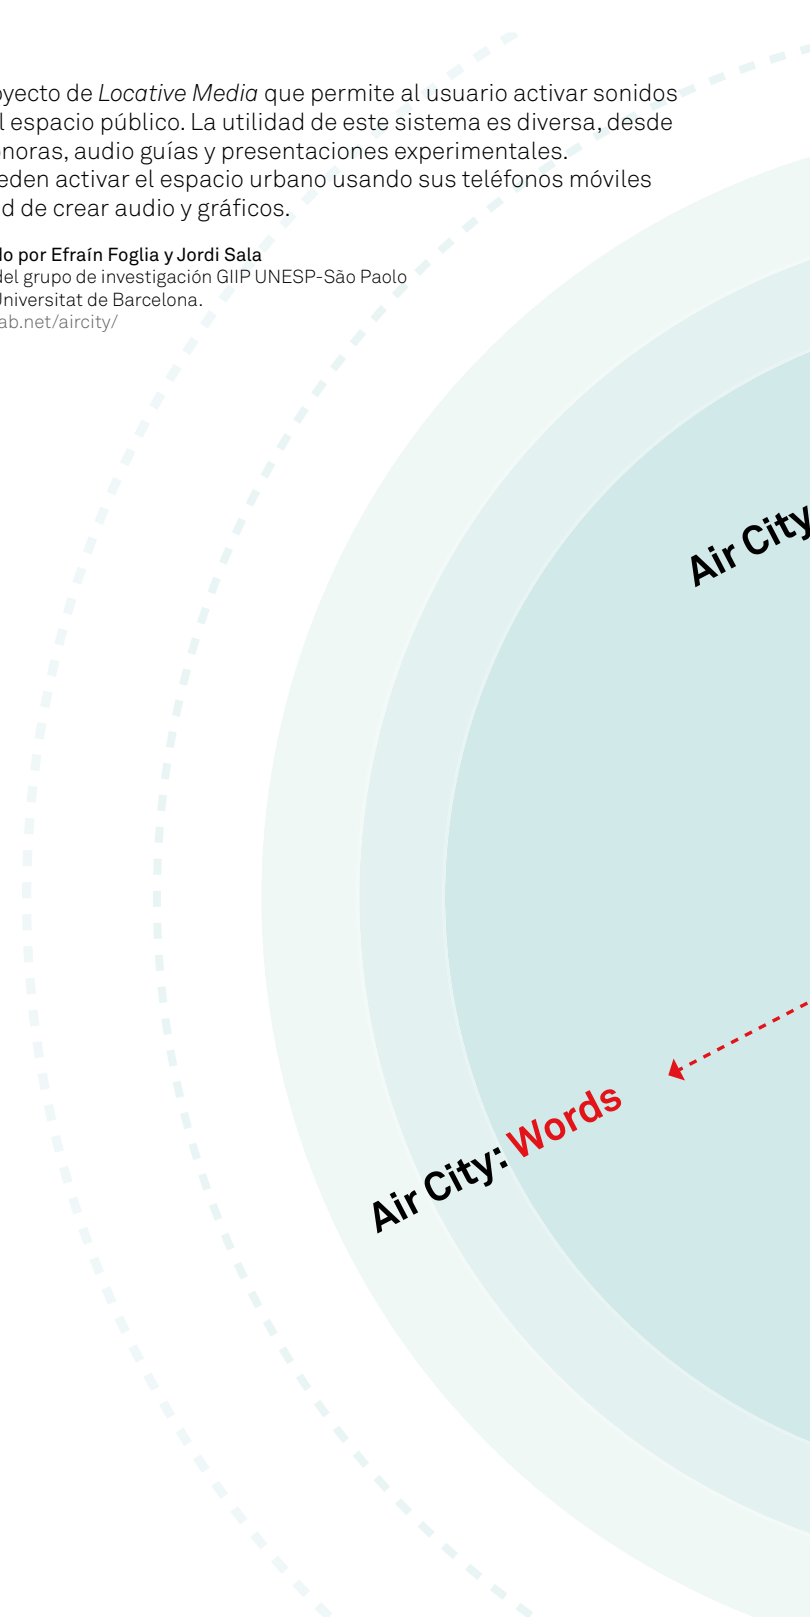 yecto de Locative Media que permite al usuario activar sonidos
l espacio público. La utilidad de este sistema es diversa, desde
noras, audio guías y presentaciones experimentales.
eden activar el espacio urbano usando sus teléfonos móviles
d de crear audio y gráficos.
do por Efraín Foglia y Jordi Sala
del grupo de investigación GIIP UNESP-São Paolo
Universitat de Barcelona.
ab.net/aircity/
Air City
Air City: Words